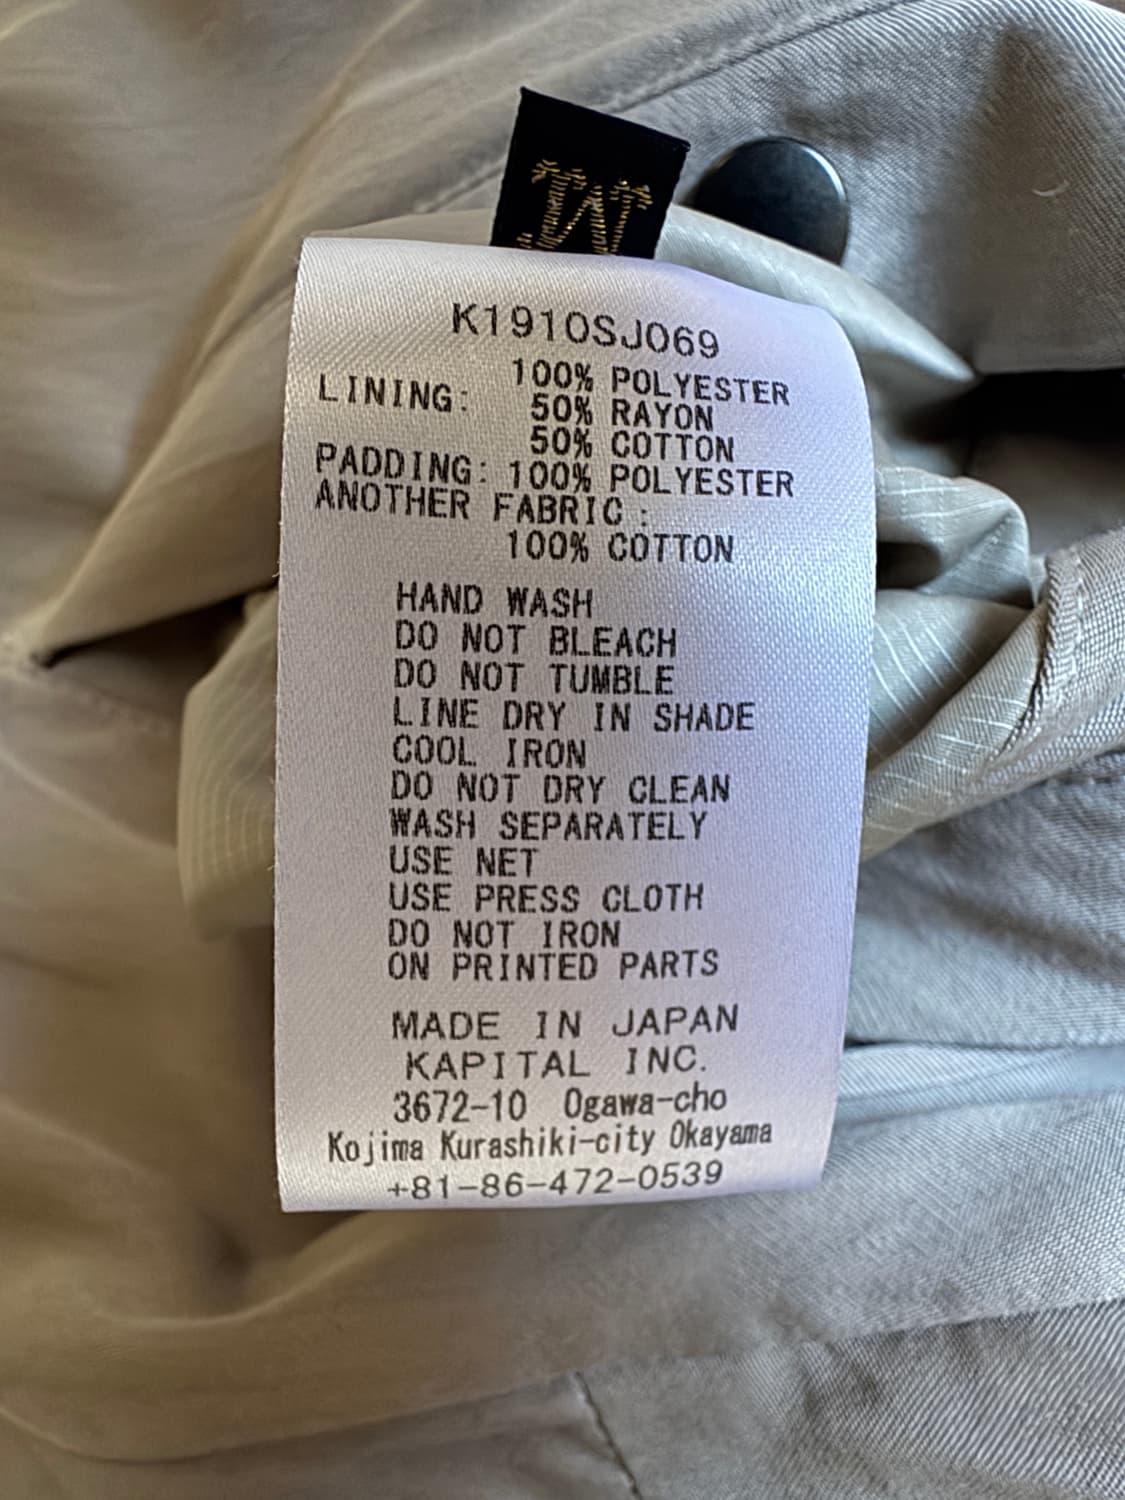 M
K1910SJ069
100% POLYESTER
LINING: 50% RAYON
50% COTTON
PADDING: 100% POLYESTER
ANOTHER FABRIC :
100% COTTON
HAND WASH
DO NOT BLEACH
DO NOT TUMBLE
LINE DRY IN SHADE
COOL IRON
DO NOT DRY CLEAN
WASH SEPARATELY
USE NET
USE PRESS CLOTH
DO NOT IRON
ON PRINTED PARTS
MADE IN JAPAN
KAPITAL INC.
3672-10 Ogawa-cho
Kojima Kurashiki-city Okayama
+81-86-472-0539